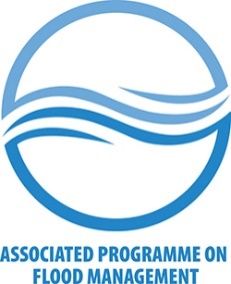 ASSOCIATED PROGRAMME ON
FLOOD MANAGEMENT